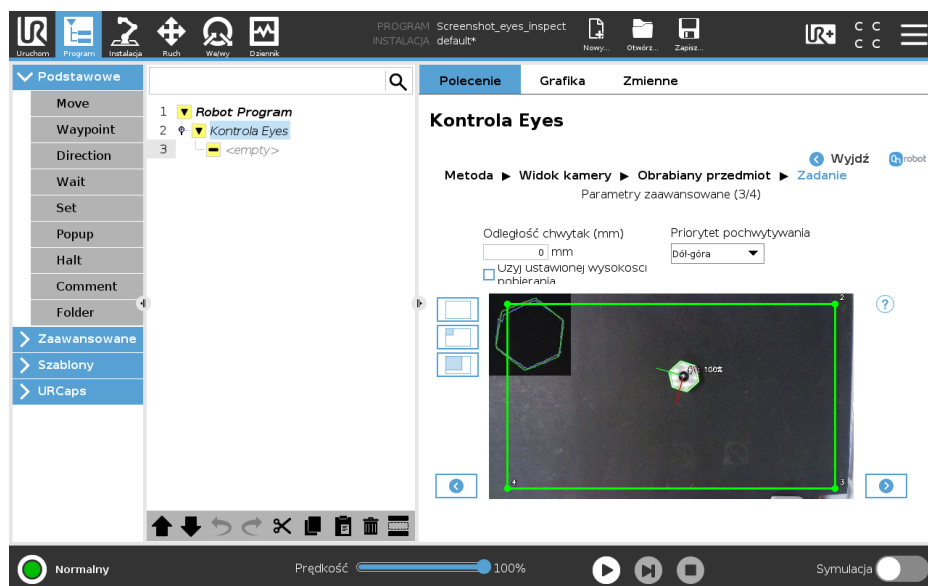 PROGRAM Screenshot_eyes_inspect
INSTALACJA default*
Uruchom Program Instalacja Ruch We/wy Dziennik Nowy... Otwórz... Zapisz...
UR+ C C
C C
Podstawowe
Move
Waypoint
Direction
Wait
Set
Popup
Halt
Comment
Folder
Zaawansowane
Szablony
URCaps
1 Robot Program
2 Kontrola Eyes
3 <empty>
Polecenie Grafika Zmienne
Kontrola Eyes
Wyjdź OnRobot
Metoda ▶ Widok kamery ▶ Obrabiany przedmiot ▶ Zadanie
Parametry zaawansowane (3/4)
Odległość chwytak (mm) Priorytet pochwytywania
0 mm Dół-góra
Użyj ustawionej wysokości
pobierania
2
?
100%
4 3
Normalny Prędkość 100% Symulacja